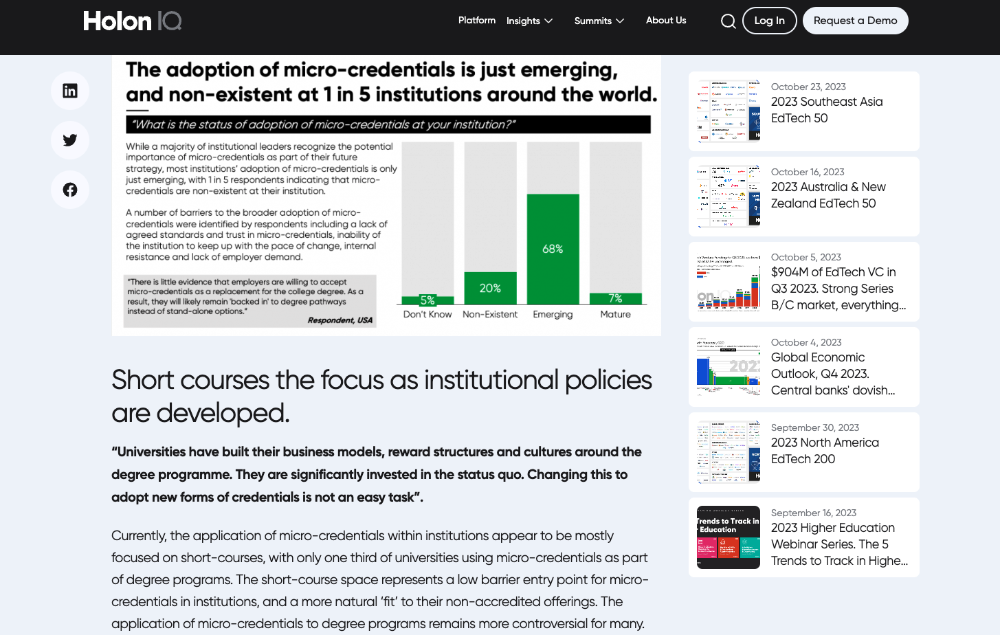 Holon IQ
Platform
Insights
Summits
About Us
Log In
Request a Demo
The adoption of micro-credentials is just emerging,
and non-existent at 1 in 5 institutions around the world.
“What is the status of adoption of micro-credentials at your institution?”
While a majority of institutional leaders recognize the potential
importance of micro-credentials as part of their future
strategy, most institutions’ adoption of micro-credentials is only
just emerging, with 1 in 5 respondents indicating that micro-
credentials are non-existent at their institution.
A number of barriers to the broader adoption of micro-
credentials were identified by respondents including a lack of
agreed standards and trust in micro-credentials, inability of
the institution to keep up with the pace of change, internal
resistance and lack of employer demand.
“There is little evidence that employers are willing to accept
micro-credentials as a replacement for the college degree. As a
result, they will likely remain ‘backed in’ to degree pathways
instead of stand-alone options.”
Respondent, USA
5%
20%
68%
7%
Don’t Know
Non-Existent
Emerging
Mature
Short courses the focus as institutional policies
are developed.
“Universities have built their business models, reward structures and cultures around the
degree programme. They are significantly invested in the status quo. Changing this to
adopt new forms of credentials is not an easy task”.
Currently, the application of micro-credentials within institutions appear to be mostly
focused on short-courses, with only one third of universities using micro-credentials as part
of degree programs. The short-course space represents a low barrier entry point for micro-
credentials in institutions, and a more natural ‘fit’ to their non-accredited offerings. The
application of micro-credentials to degree programs remains more controversial for many.
October 23, 2023
2023 Southeast Asia
EdTech 50
October 16, 2023
2023 Australia & New
Zealand EdTech 50
October 5, 2023
$904M of EdTech VC in
Q3 2023. Strong Series
B/C market, everything...
October 4, 2023
Global Economic
Outlook, Q4 2023.
Central banks' dovish...
September 30, 2023
2023 North America
EdTech 200
Trends to Track in
r Education
September 16, 2023
2023 Higher Education
Webinar Series. The 5
Trends to Track in Highe...